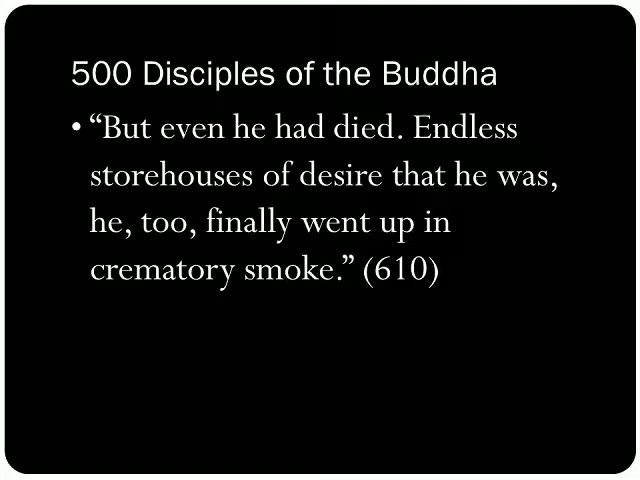 500 Disciples of the Buddha
• “But even he had died. Endless
storehouses of desire that he was,
he, too, finally went up in
crematory smoke.” (610)